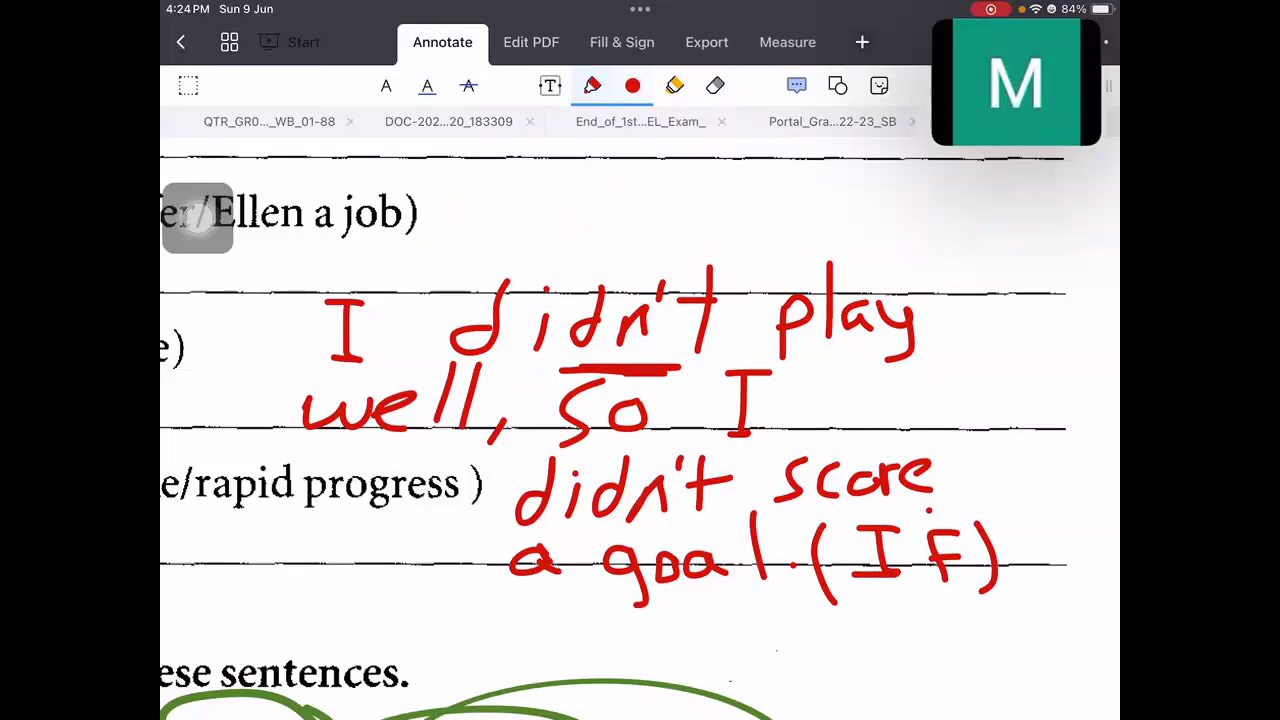 4:24 PM Sun 9 Jun
84%
Start
Annotate Edit PDF Fill & Sign Export Measure
A A A T
QTR_GR0..._WB_01-88 × DOC-202...20_183309 × End_of_1st...EL_Exam_ × Portal_Gra...22-23_SB
M
er/Ellen a job)
I didn't play
e)
well, so I
e/rapid progress )
didn't score
a goal. (IF)
ese sentences.